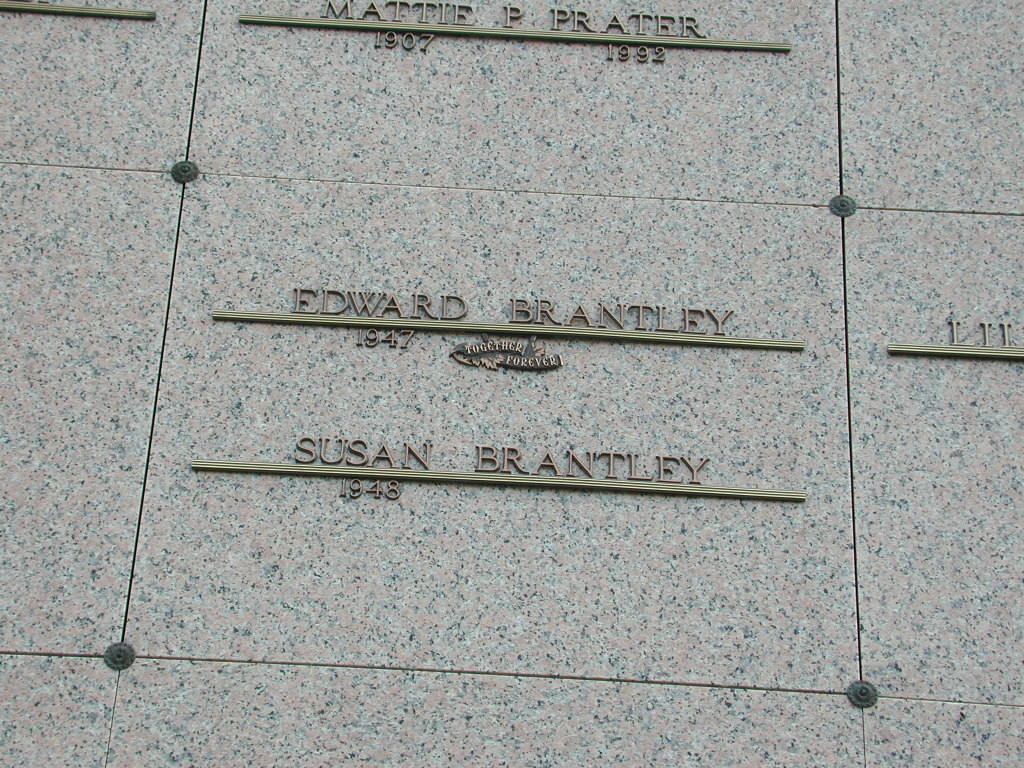 MATTIE P PRATER
1907 1992
EDWARD BRANTLEY
1947
TOGETHER
FOREVER
SUSAN BRANTLEY
1948